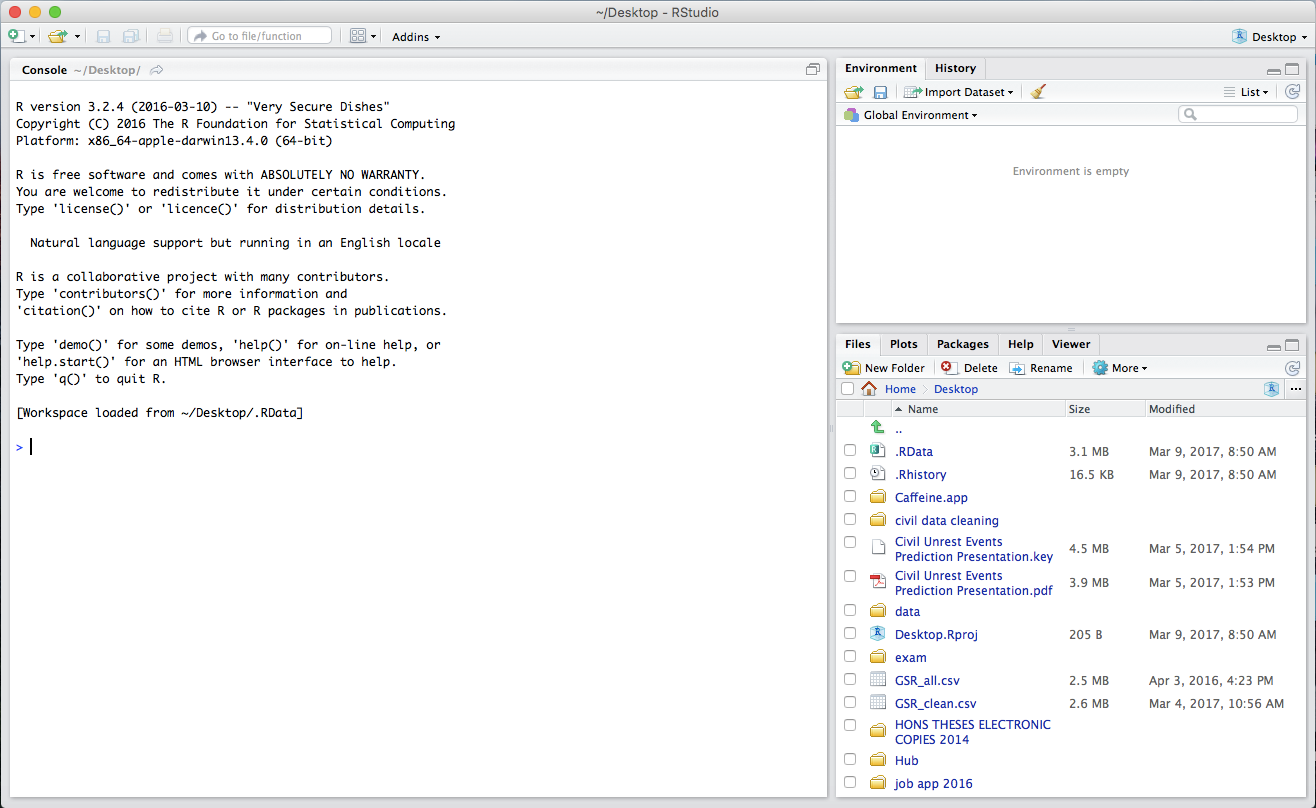 ~/Desktop - RStudio
Go to file/function
Addins
Desktop
Console ~/Desktop/
R version 3.2.4 (2016-03-10) -- "Very Secure Dishes"
Copyright (C) 2016 The R Foundation for Statistical Computing
Platform: x86_64-apple-darwin13.4.0 (64-bit)
R is free software and comes with ABSOLUTELY NO WARRANTY.
You are welcome to redistribute it under certain conditions.
Type 'license()' or 'licence()' for distribution details.
Natural language support but running in an English locale
R is a collaborative project with many contributors.
Type 'contributors()' for more information and
'citation()' on how to cite R or R packages in publications.
Type 'demo()' for some demos, 'help()' for on-line help, or
'help.start()' for an HTML browser interface to help.
Type 'q()' to quit R.
[Workspace loaded from ~/Desktop/.RData]
>
Environment History
Import Dataset List
Global Environment
Environment is empty
Files Plots Packages Help Viewer
New Folder Delete Rename More
Home Desktop ...
Name Size Modified
..
.RData 3.1 MB Mar 9, 2017, 8:50 AM
.Rhistory 16.5 KB Mar 9, 2017, 8:50 AM
Caffeine.app
civil data cleaning
Civil Unrest Events
Prediction Presentation.key 4.5 MB Mar 5, 2017, 1:54 PM
Civil Unrest Events
Prediction Presentation.pdf 3.9 MB Mar 5, 2017, 1:53 PM
data
Desktop.Rproj 205 B Mar 9, 2017, 8:50 AM
exam
GSR_all.csv 2.5 MB Apr 3, 2016, 4:23 PM
GSR_clean.csv 2.6 MB Mar 4, 2017, 10:56 AM
HONS THESES ELECTRONIC
COPIES 2014
Hub
job app 2016